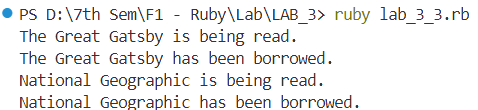 PS D:\7th Sem\F1 - Ruby\Lab\LAB_3> ruby lab_3_3.rb
The Great Gatsby is being read.
The Great Gatsby has been borrowed.
National Geographic is being read.
National Geographic has been borrowed.